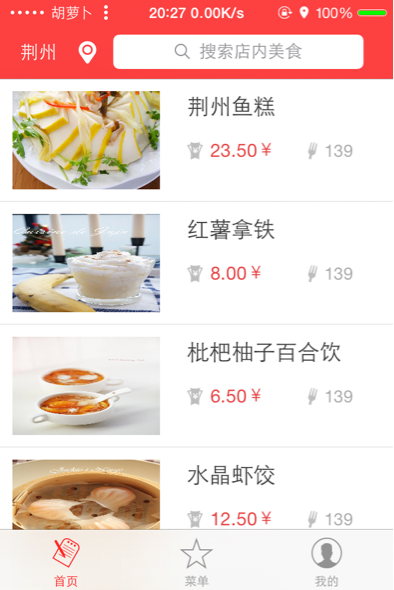 胡萝卜 20:27 0.00K/s 100%
荆州 搜索店内美食
荆州鱼糕
23.50￥ 139
红薯拿铁
8.00￥ 139
枇杷柚子百合饮
6.50￥ 139
水晶虾饺
12.50￥ 139
首页 菜单 我的